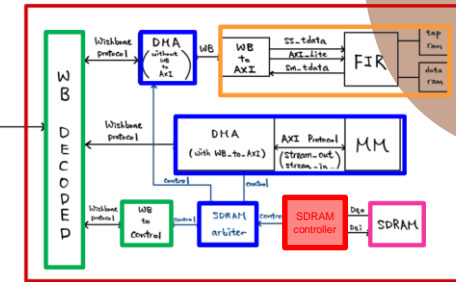 WB DECODED
Wishbone protocol
DMA
(without WB to AXI)
WB
WB to AXI
ss_tdata
AXI_Lite
sm_tdata
FIR
tap ram
data ram
Wishbone protocol
DMA
(with WB_to_AXI)
AXI Protocol
(stream_out
stream_in...)
MM
control
control
Wishbone protocol
WB to Control
control
SDRAM arbiter
control
SDRAM controller
Dqo
Dqi
SDRAM